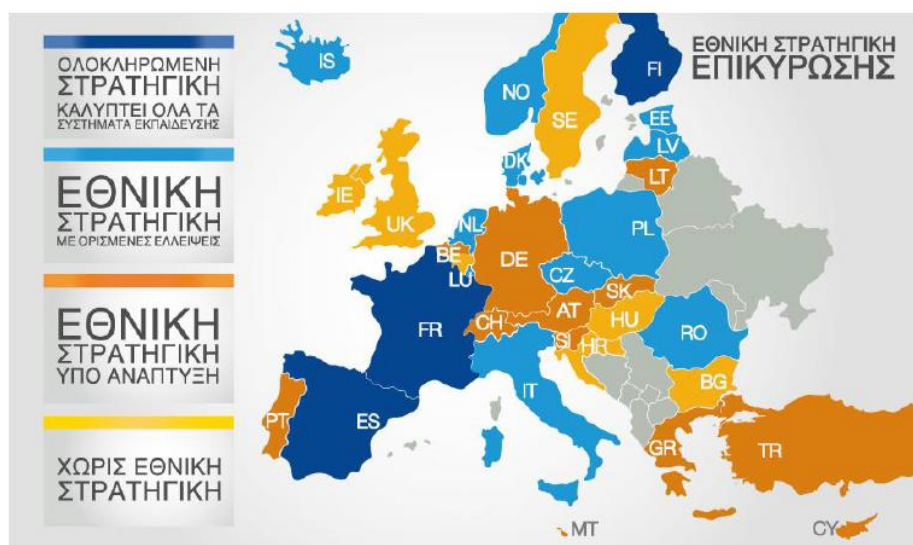 ΟΛΟΚΛΗΡΩΜΕΝΗ
ΣΤΡΑΤΗΓΙΚΗ
ΚΑΛΥΠΤΕΙ ΟΛΑ ΤΑ
ΣΥΣΤΗΜΑΤΑ ΕΚΠΑΙΔΕΥΣΗΣ
ΕΘΝΙΚΗ
ΣΤΡΑΤΗΓΙΚΗ
ΜΕ ΟΡΙΣΜΕΝΕΣ ΕΛΛΕΙΨΕΙΣ
ΕΘΝΙΚΗ
ΣΤΡΑΤΗΓΙΚΗ
ΥΠΟ ΑΝΑΠΤΥΞΗ
ΧΩΡΙΣ ΕΘΝΙΚΗ
ΣΤΡΑΤΗΓΙΚΗ
ΕΘΝΙΚΗ ΣΤΡΑΤΗΓΙΚΗ
ΕΠΙΚΥΡΩΣΗΣ
IS
FI
NO
SE
EE
LV
DK
LT
IE
UK
NL
PL
BE
DE
LU
CZ
SK
AT
HU
FR
CH
RO
SI
HR
IT
BG
PT
ES
GR
TR
MT
CY